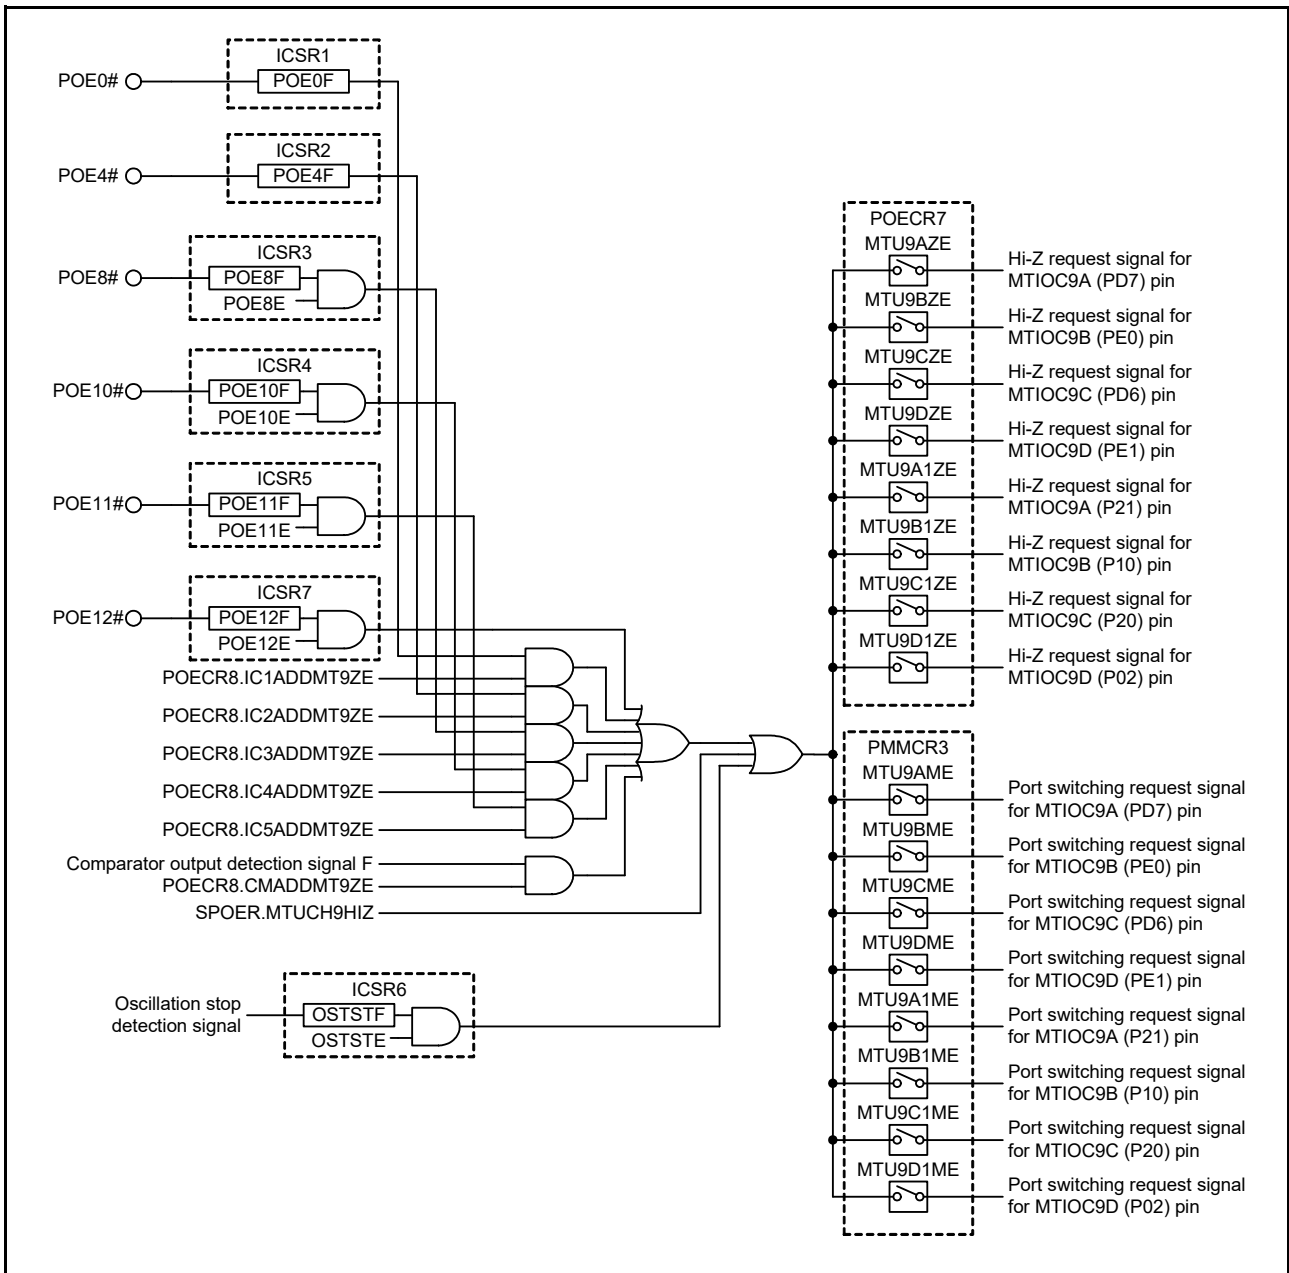 ICSR1
POE0#
POE0F
ICSR2
POE4#
POE4F
ICSR3
POE8#
POE8F
POE8E
ICSR4
POE10#
POE10F
POE10E
ICSR5
POE11#
POE11F
POE11E
ICSR7
POE12#
POE12F
POE12E
POECR8.IC1ADDMT9ZE
POECR8.IC2ADDMT9ZE
POECR8.IC3ADDMT9ZE
POECR8.IC4ADDMT9ZE
POECR8.IC5ADDMT9ZE
Comparator output detection signal F
POECR8.CMADDMT9ZE
SPOER.MTUCH9HIZ
ICSR6
Oscillation stop
detection signal
OSTSTF
OSTSTE
POECR7
MTU9AZE
Hi-Z request signal for
MTIOC9A (PD7) pin
MTU9BZE
Hi-Z request signal for
MTIOC9B (PE0) pin
MTU9CZE
Hi-Z request signal for
MTIOC9C (PD6) pin
MTU9DZE
Hi-Z request signal for
MTIOC9D (PE1) pin
MTU9A1ZE
Hi-Z request signal for
MTIOC9A (P21) pin
MTU9B1ZE
Hi-Z request signal for
MTIOC9B (P10) pin
MTU9C1ZE
Hi-Z request signal for
MTIOC9C (P20) pin
MTU9D1ZE
Hi-Z request signal for
MTIOC9D (P02) pin
PMMCR3
MTU9AME
Port switching request signal
for MTIOC9A (PD7) pin
MTU9BME
Port switching request signal
for MTIOC9B (PE0) pin
MTU9CME
Port switching request signal
for MTIOC9C (PD6) pin
MTU9DME
Port switching request signal
for MTIOC9D (PE1) pin
MTU9A1ME
Port switching request signal
for MTIOC9A (P21) pin
MTU9B1ME
Port switching request signal
for MTIOC9B (P10) pin
MTU9C1ME
Port switching request signal
for MTIOC9C (P20) pin
MTU9D1ME
Port switching request signal
for MTIOC9D (P02) pin